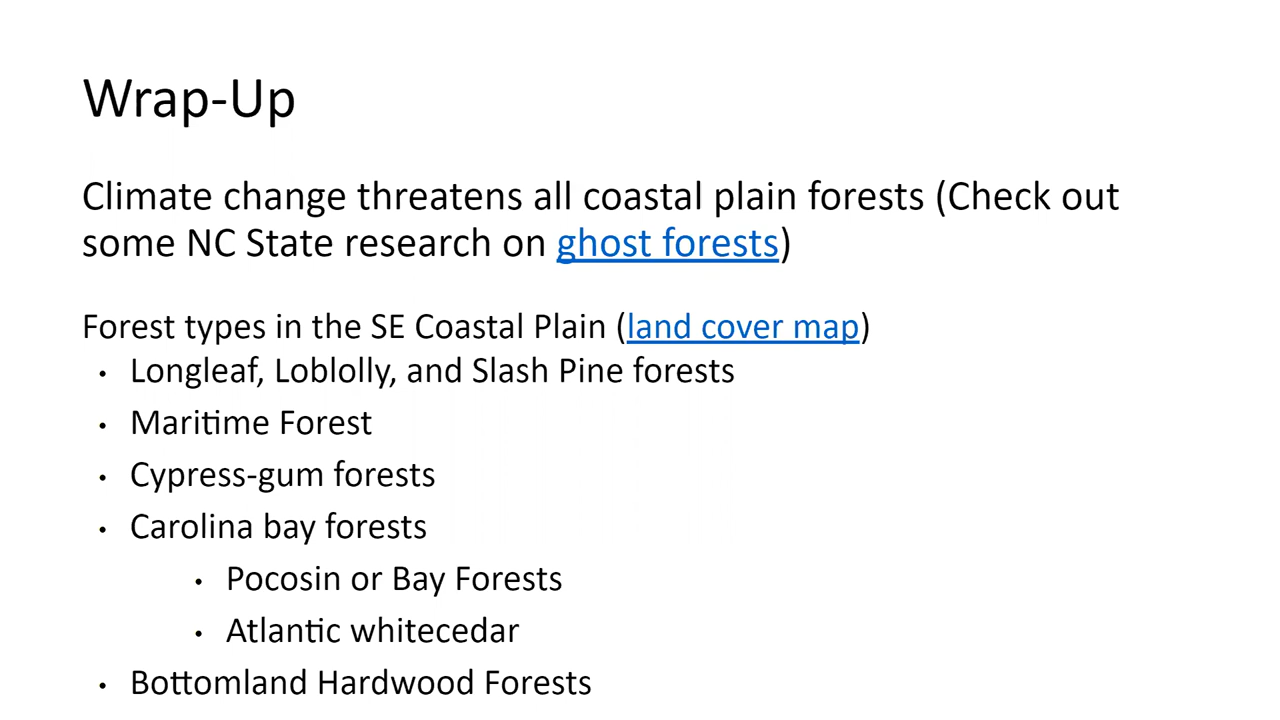 Wrap-Up
Climate change threatens all coastal plain forests (Check out
some NC State research on ghost forests)
Forest types in the SE Coastal Plain (land cover map)
• Longleaf, Loblolly, and Slash Pine forests
• Maritime Forest
• Cypress-gum forests
• Carolina bay forests
• Pocosin or Bay Forests
• Atlantic whitecedar
• Bottomland Hardwood Forests